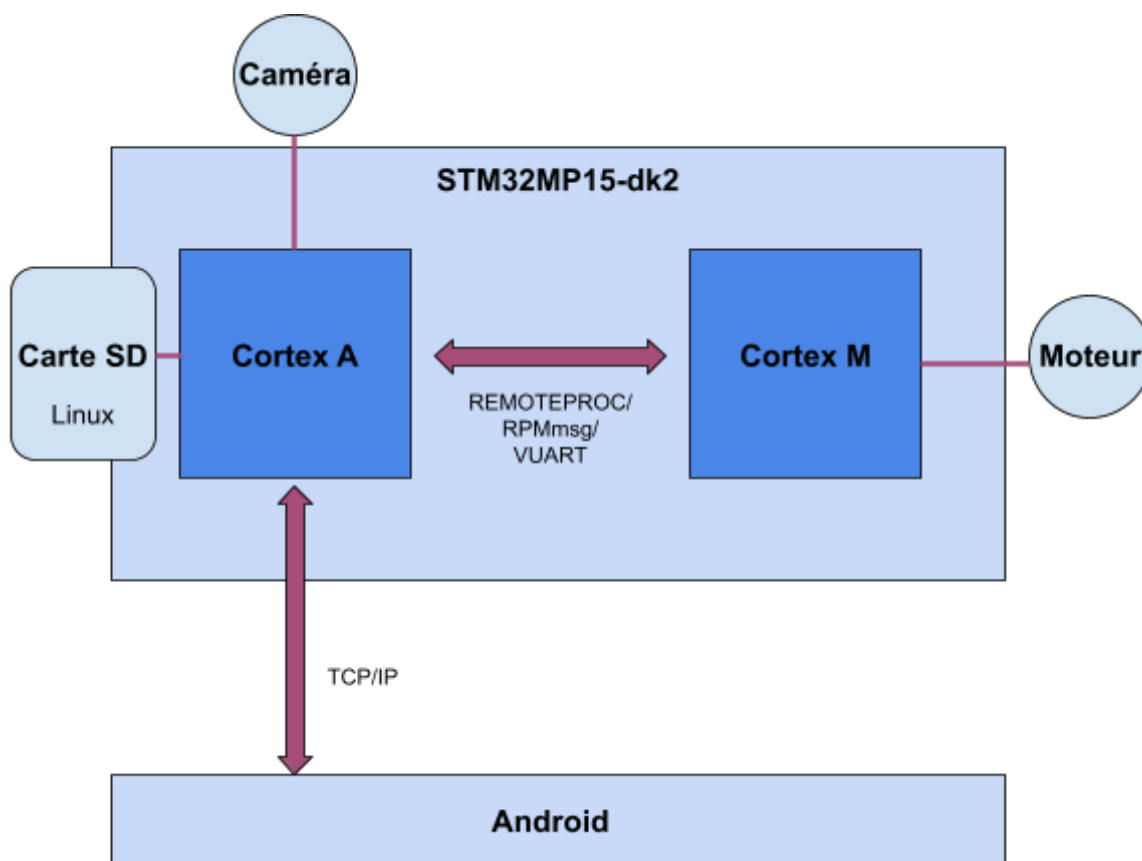 Caméra
STM32MP15-dk2
Carte SD
Linux
Cortex A
REMOTEPROC/
RPMmsg/
VUART
Cortex M
Moteur
TCP/IP
Android